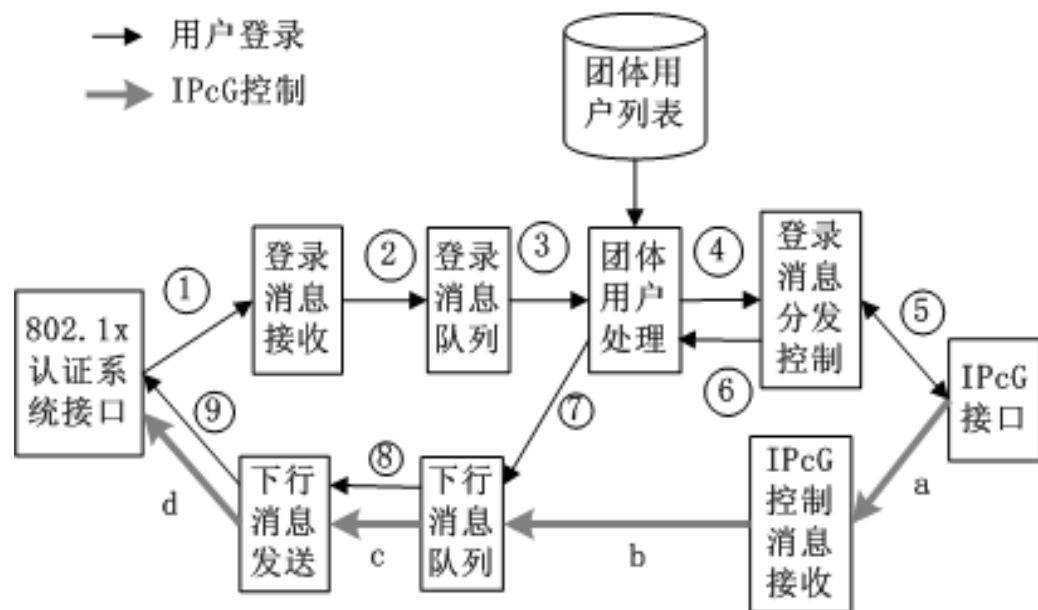 用户登录
IPcG控制
团体用
户列表
①
登录
消息
接收
②
登录
消息
队列
③
团体
用户
处理
④
登录
消息
分发
控制
⑤
⑥
802.1x
认证系
统接口
IPcG
接口
⑦
⑧
⑨
下行
消息
发送
下行
消息
队列
IPcG
控制
消息
接收
a
b
c
d